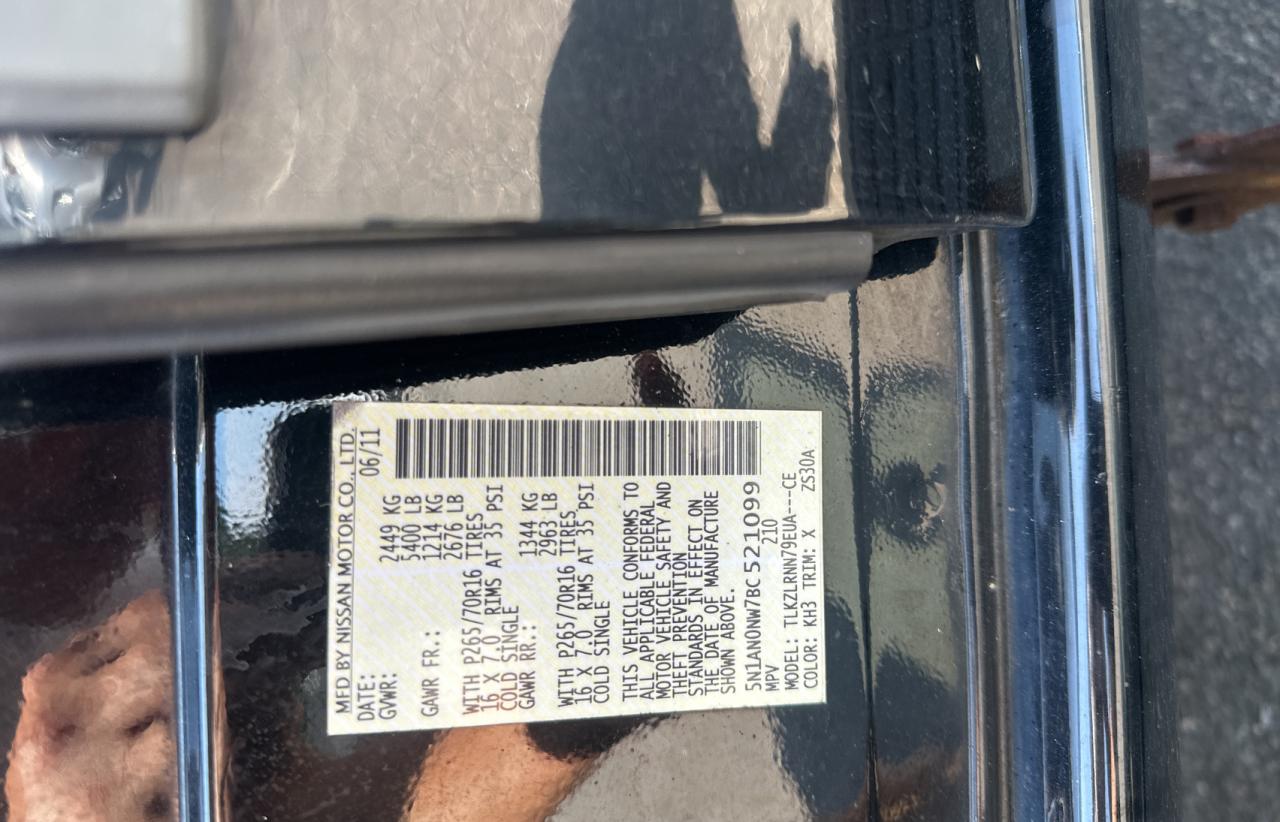 MFD BY NISSAN MOTOR CO., LTD.
DATE: 06/11
GVWR: 2449 KG
5400 LB
GAWR FR.: 1214 KG
2676 LB
WITH P265/70R16 TIRES
16 X 7.0 RIMS AT 35 PSI
COLD SINGLE
GAWR RR.: 1344 KG
2963 LB
WITH P265/70R16 TIRES
16 X 7.0 RIMS AT 35 PSI
COLD SINGLE
THIS VEHICLE CONFORMS TO
ALL APPLICABLE FEDERAL
MOTOR VEHICLE SAFETY AND
THEFT PREVENTION
STANDARDS IN EFFECT ON
THE DATE OF MANUFACTURE
SHOWN ABOVE.
5N1AN0NW7BC521099
MPV 210
MODEL: TLKZLRNN79EUA---CE
COLOR: KH3 TRIM: X ZS30A